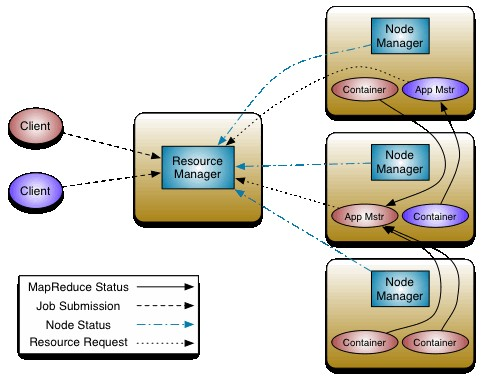 Node
Manager
Container
App Mstr
Client
Client
Resource
Manager
Node
Manager
App Mstr
Container
Node
Manager
Container
Container
MapReduce Status
Job Submission
Node Status
Resource Request